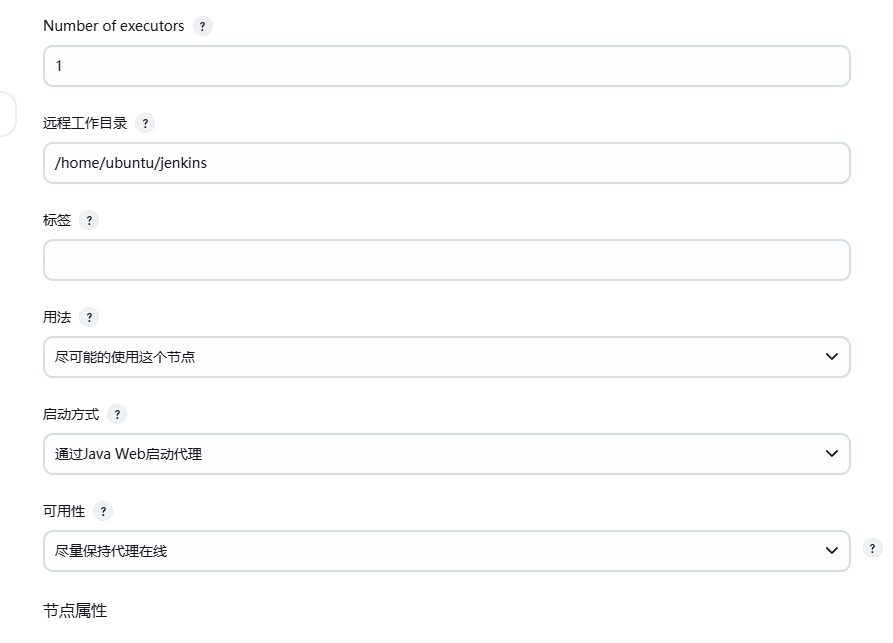 Number of executors ?
1
远程工作目录 ?
/home/ubuntu/jenkins
标签 ?
用法 ?
尽可能的使用这个节点
启动方式 ?
通过Java Web启动代理
可用性 ?
尽量保持代理在线 ?
节点属性